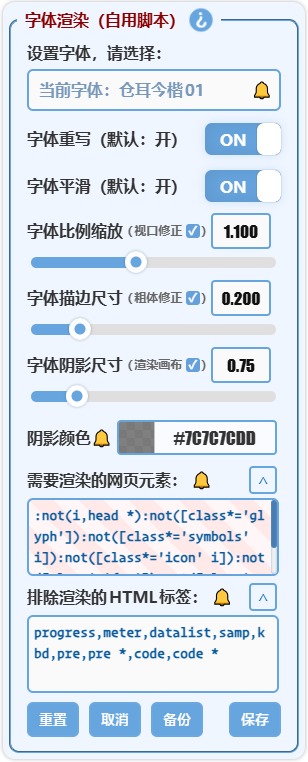 字体渲染（自用脚本）
设置字体，请选择：
当前字体：仓耳今楷01
字体重写（默认：开） ON
字体平滑（默认：开） ON
字体比例缩放（视口修正） 1.100
字体描边尺寸（粗体修正） 0.200
字体阴影尺寸（渲染画布） 0.75
阴影颜色 #7C7C7CDD
需要渲染的网页元素：
:not(i,head *):not([class*='gl
yph']):not([class*='symbols'
i]):not([class*='icon' i]):not
排除渲染的HTML标签：
progress,meter,datalist,samp,k
bd,pre,pre *,code,code *
重置 取消 备份 保存